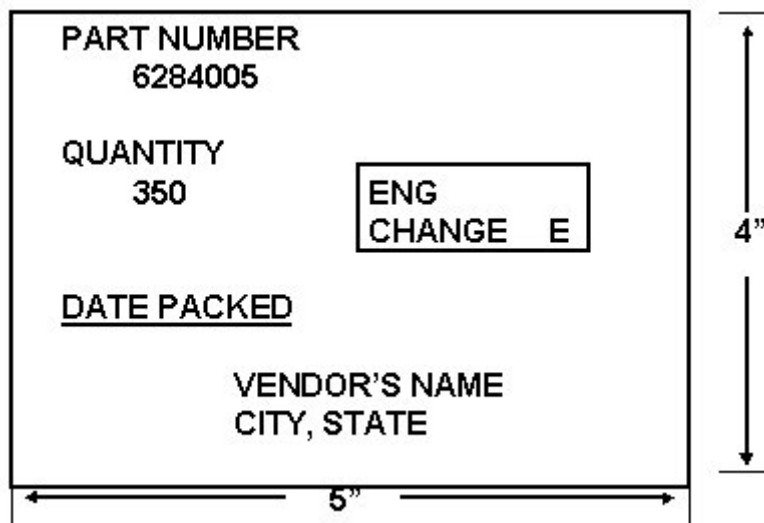 PART NUMBER
6284005
QUANTITY
350
ENG
CHANGE E
4”
DATE PACKED
VENDOR’S NAME
CITY, STATE
5”